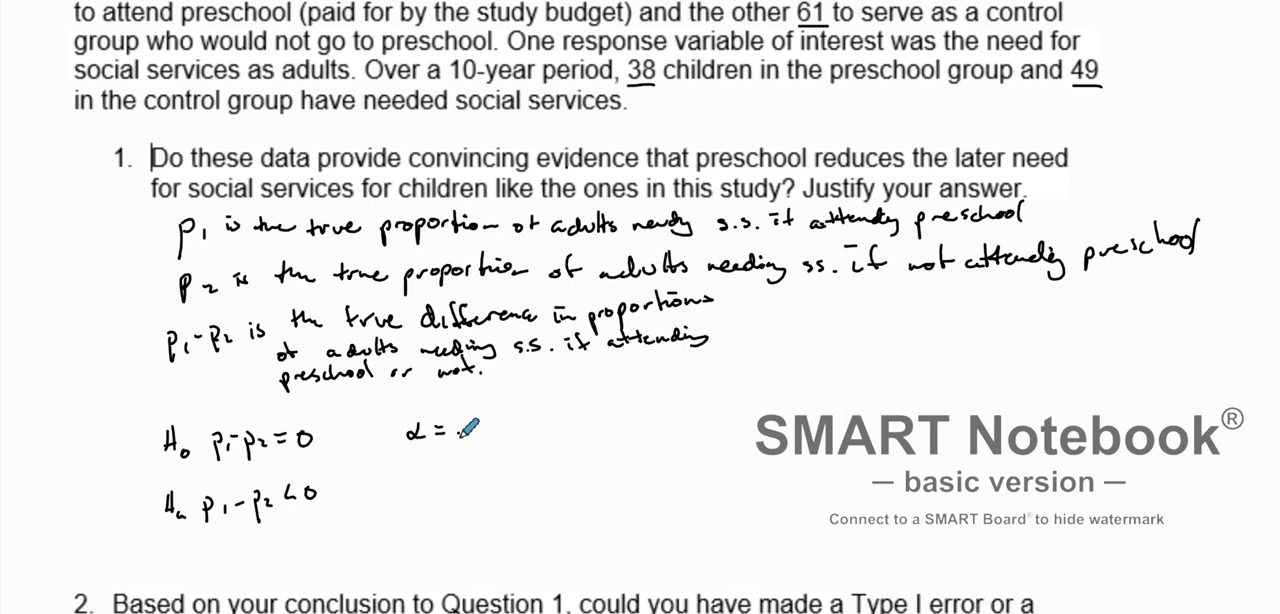 to attend preschool (paid for by the study budget) and the other 61 to serve as a control
group who would not go to preschool. One response variable of interest was the need for
social services as adults. Over a 10-year period, 38 children in the preschool group and 49
in the control group have needed social services.
1. Do these data provide convincing evidence that preschool reduces the later need
for social services for children like the ones in this study? Justify your answer.
p₁ is the true proportion of adults s.s. if preschool
p₂ is the true proportion of adults needing s.s. if not attending preschool
p₁-p₂ is the true difference in proportions
of adults needing s.s. if attending
preschool or not.
H₀ p₁-p₂=0 α = .
Hₐ p₁-p₂<0
SMART Notebook®
— basic version —
Connect to a SMART Board® to hide watermark
2. Based on your conclusion to Question 1, could you have made a Type I error or a